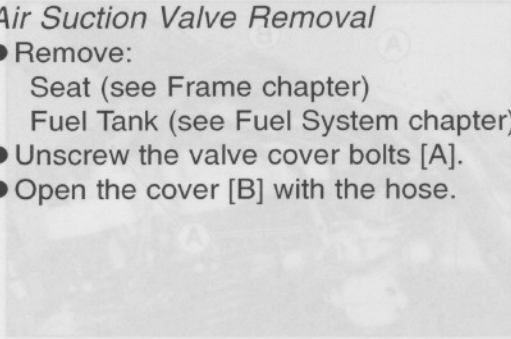 Air Suction Valve Removal
● Remove:
Seat (see Frame chapter)
Fuel Tank (see Fuel System chapter)
● Unscrew the valve cover bolts [A].
● Open the cover [B] with the hose.
B
A
A